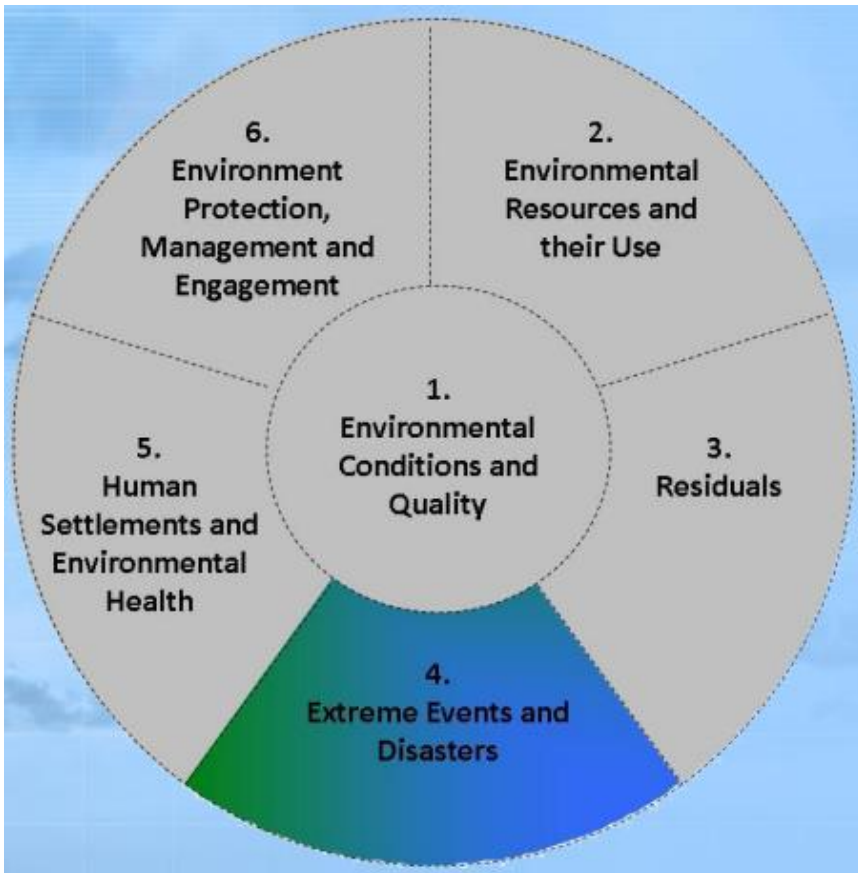 6.
Environment
Protection,
Management and
Engagement
2.
Environmental
Resources and
their Use
1.
Environmental
Conditions and
Quality
5.
Human
Settlements and
Environmental
Health
3.
Residuals
4.
Extreme Events and
Disasters